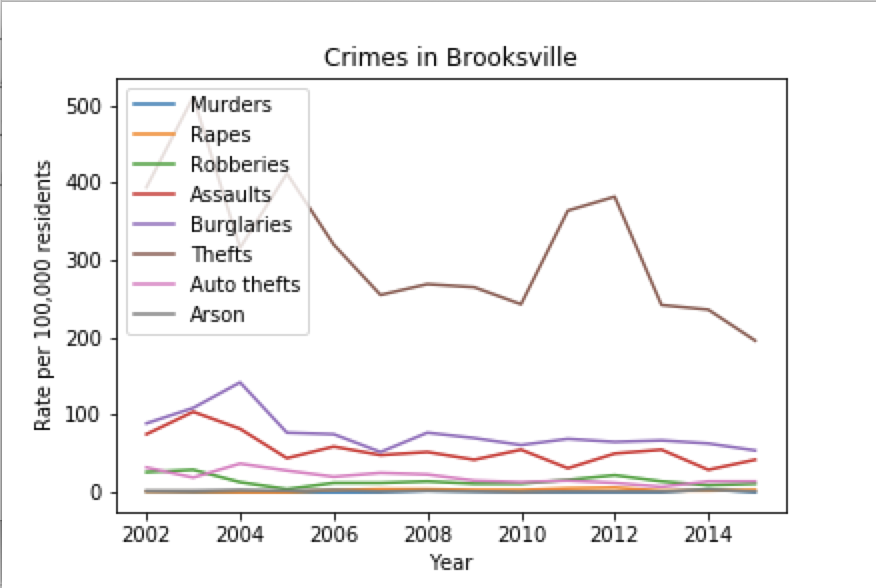 Crimes in Brooksville
Rate per 100,000 residents
500
400
300
200
100
0
Murders
Rapes
Robberies
Assaults
Burglaries
Thefts
Auto thefts
Arson
2002 2004 2006 2008 2010 2012 2014
Year